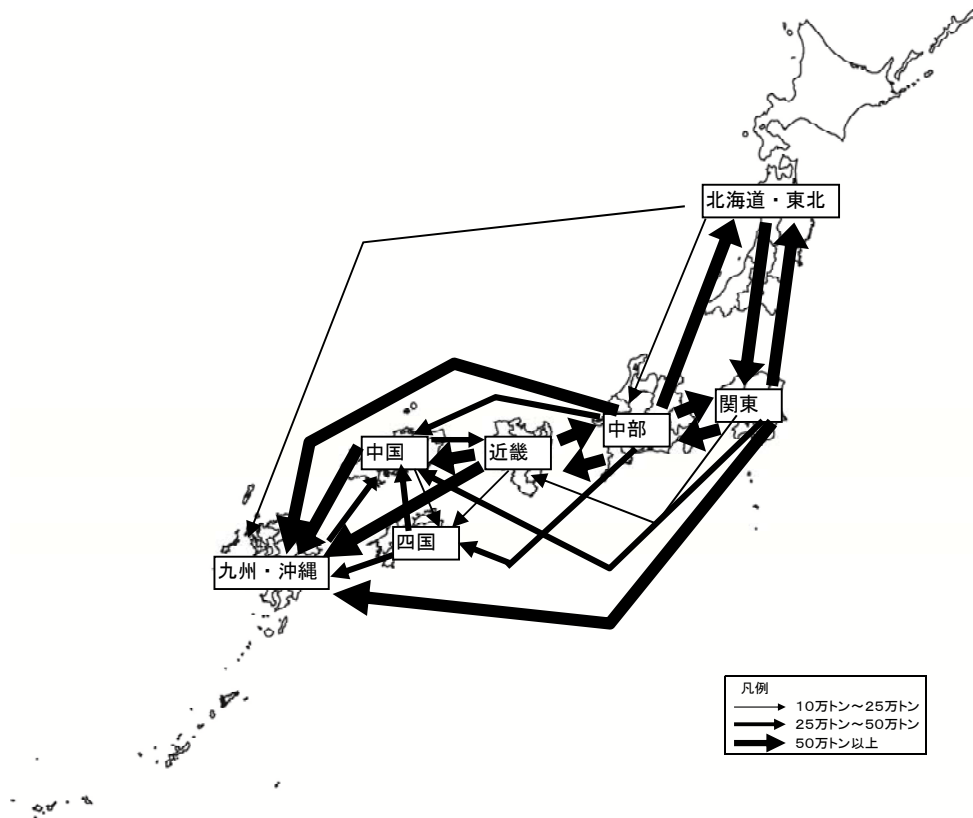 北海道・東北
関東
中部
中国
近畿
四国
九州・沖縄
凡例
10万トン～25万トン
25万トン～50万トン
50万トン以上